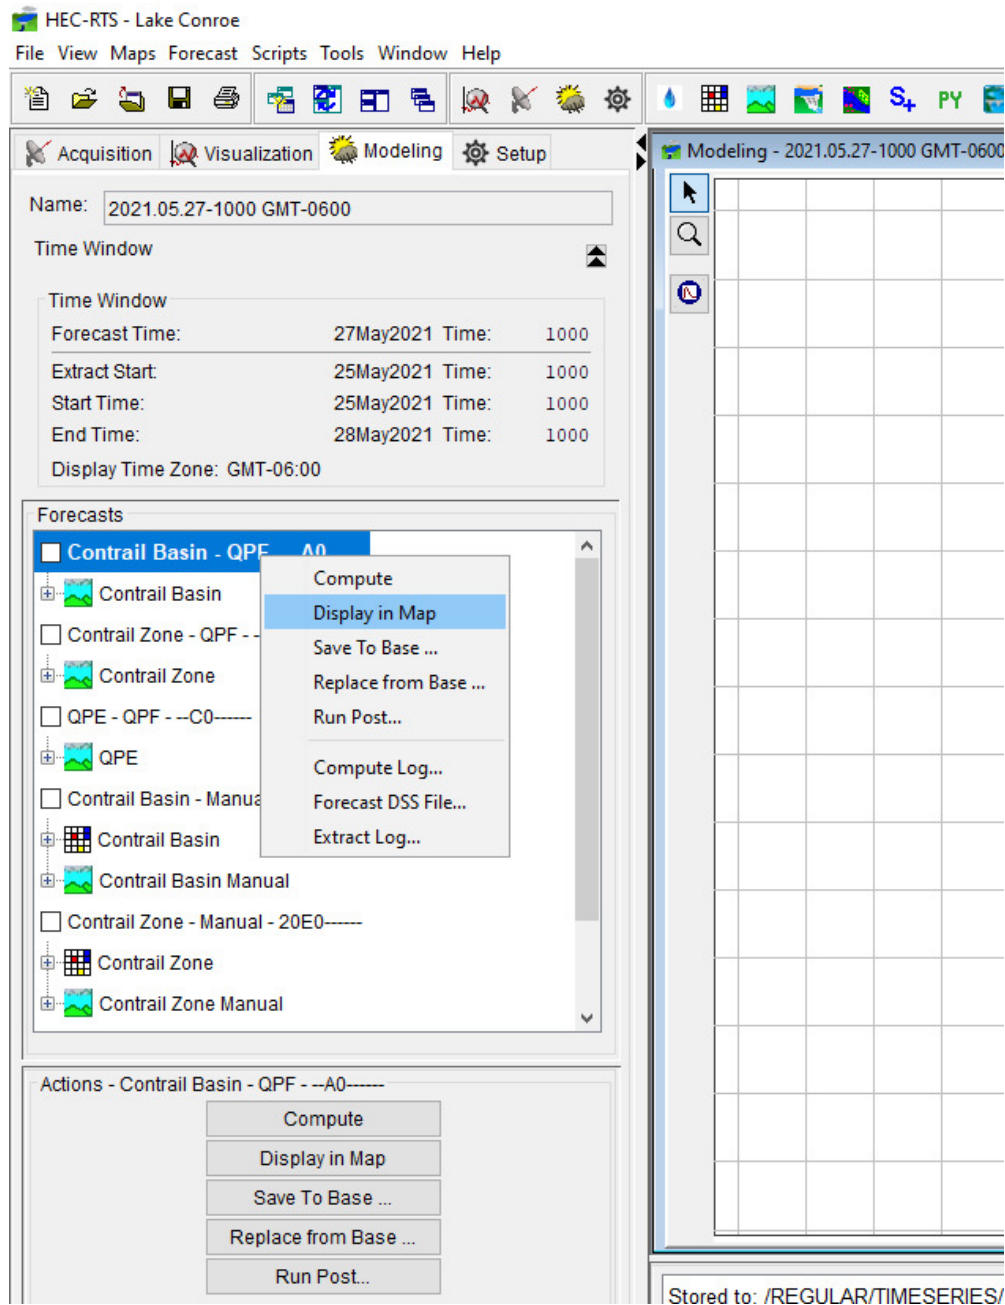 HEC-RTS - Lake Conroe
File View Maps Forecast Scripts Tools Window Help
S+ PY
Acquisition Visualization Modeling Setup
Modeling - 2021.05.27-1000 GMT-0600
Name: 2021.05.27-1000 GMT-0600
Time Window
Time Window
Forecast Time: 27May2021 Time: 1000
Extract Start: 25May2021 Time: 1000
Start Time: 25May2021 Time: 1000
End Time: 28May2021 Time: 1000
Display Time Zone: GMT-06:00
Forecasts
Contrail Basin - QPF A0
Contrail Basin
Contrail Zone - QPF - -
Contrail Zone
QPE - QPF - --C0------
QPE
Contrail Basin - Manua
Contrail Basin
Contrail Basin Manual
Contrail Zone - Manual - 20E0------
Contrail Zone
Contrail Zone Manual
Compute
Display in Map
Save To Base ...
Replace from Base ...
Run Post...
Compute Log...
Forecast DSS File...
Extract Log...
Actions - Contrail Basin - QPF - --A0------
Compute
Display in Map
Save To Base ...
Replace from Base ...
Run Post...
Stored to: /REGULAR/TIMESERIES/